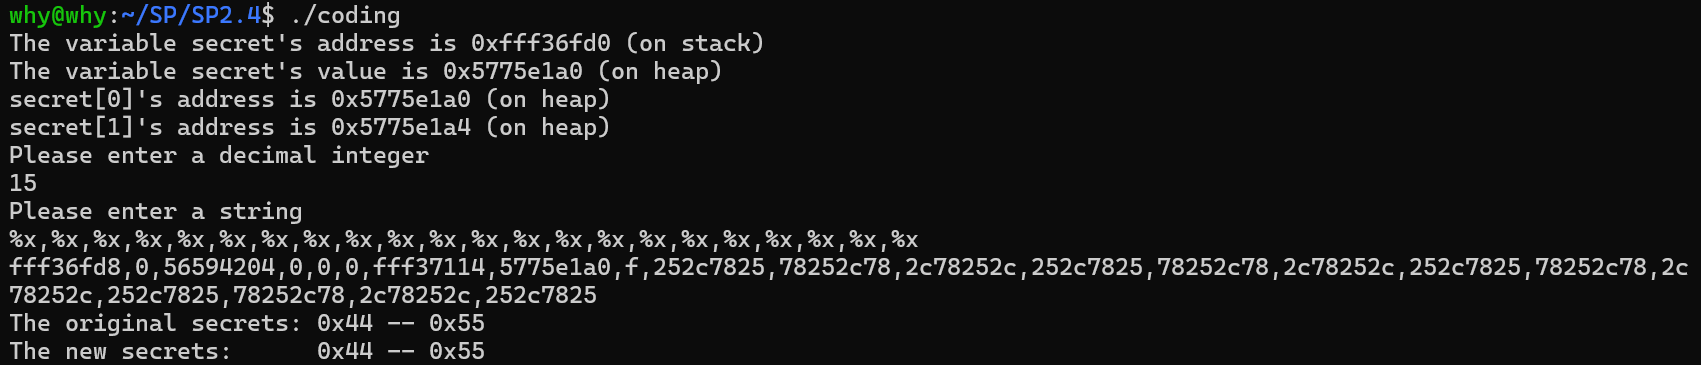 why@why:~/SP/SP2.4$ ./coding
The variable secret's address is 0xfff36fd0 (on stack)
The variable secret's value is 0x5775e1a0 (on heap)
secret[0]'s address is 0x5775e1a0 (on heap)
secret[1]'s address is 0x5775e1a4 (on heap)
Please enter a decimal integer
15
Please enter a string
%x,%x,%x,%x,%x,%x,%x,%x,%x,%x,%x,%x,%x,%x,%x,%x,%x,%x,%x,%x,%x,%x
fff36fd8,0,56594204,0,0,0,fff37114,5775e1a0,f,252c7825,78252c78,2c78252c,252c7825,78252c78,2c78252c,252c7825,78252c78,2c
78252c,252c7825,78252c78,2c78252c,252c7825
The original secrets: 0x44 -- 0x55
The new secrets:      0x44 -- 0x55